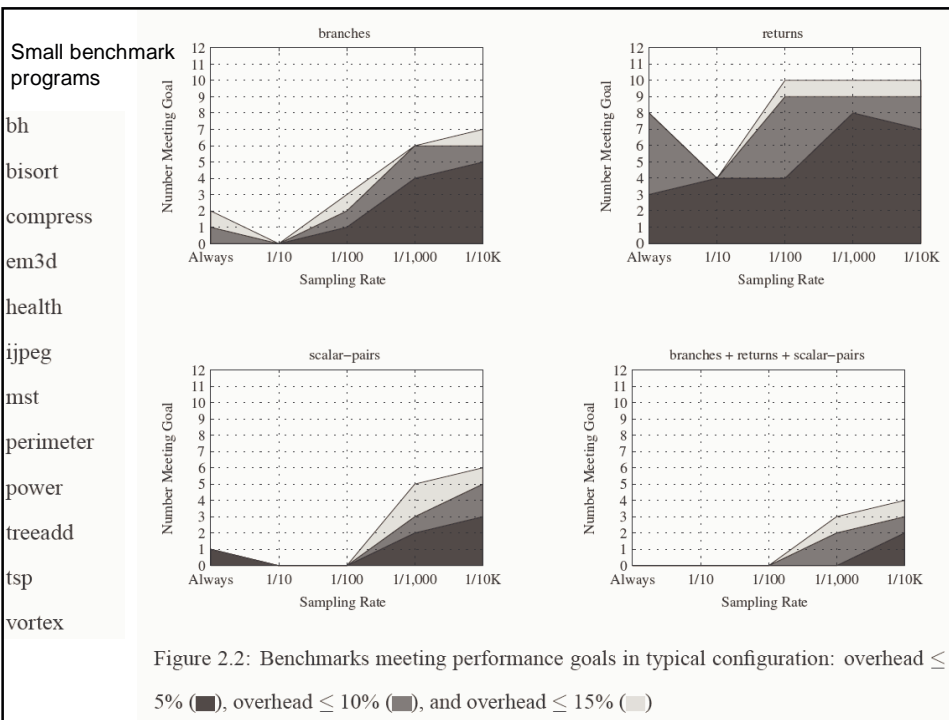 Small benchmark
programs
bh
bisort
compress
em3d
health
ijpeg
mst
perimeter
power
treeadd
tsp
vortex
branches
Number Meeting Goal
12
11
10
9
8
7
6
5
4
3
2
1
0
Always 1/10 1/100 1/1,000 1/10K
Sampling Rate
returns
Number Meeting Goal
12
11
10
9
8
7
6
5
4
3
2
1
0
Always 1/10 1/100 1/1,000 1/10K
Sampling Rate
scalar−pairs
Number Meeting Goal
12
11
10
9
8
7
6
5
4
3
2
1
0
Always 1/10 1/100 1/1,000 1/10K
Sampling Rate
branches + returns + scalar−pairs
Number Meeting Goal
12
11
10
9
8
7
6
5
4
3
2
1
0
Always 1/10 1/100 1/1,000 1/10K
Sampling Rate
Figure 2.2: Benchmarks meeting performance goals in typical configuration: overhead ≤
5% (■), overhead ≤ 10% (■), and overhead ≤ 15% (■)